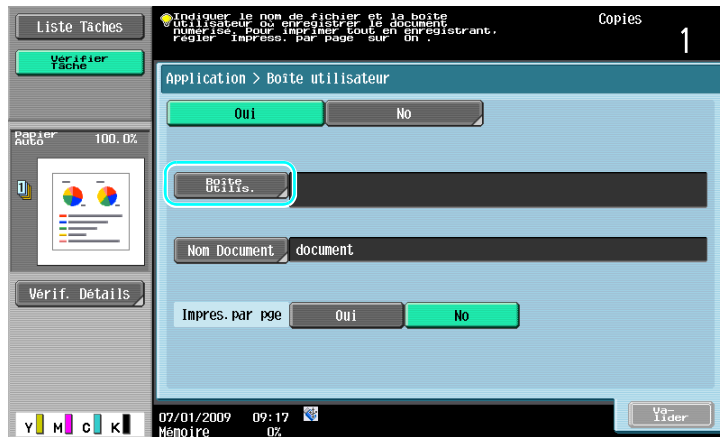 Liste Tâches
Vérifier
Tâche
Indiquer le nom de fichier et la boîte
utilisateur où enregistrer le document
numérisé. Pour imprimer tout en enregistrant,
régler "Impress. par page" sur "On".
Copies
1
Application > Boîte utilisateur
Oui
No
Papier
Auto
100.0%
1
Boîte
Utilis.
Nom Document
document
Vérif. Détails
Impres.par pge
Oui
No
Va-
lider
07/01/2009
09:17
Mémoire
0%
Y
M
C
K